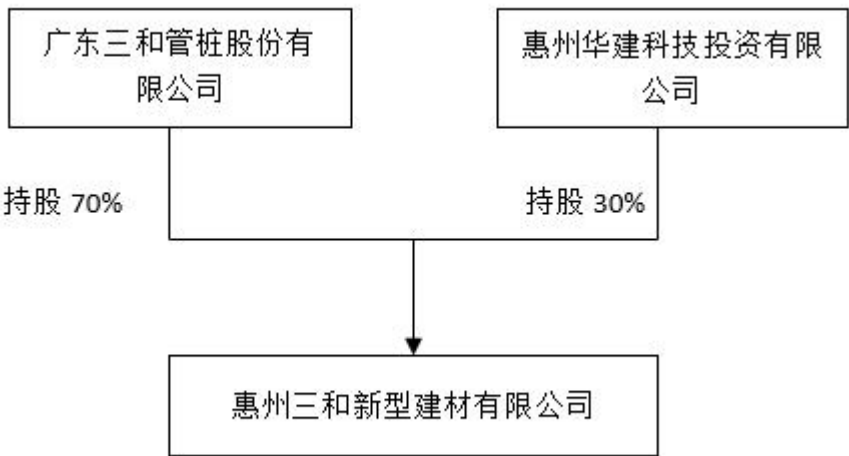 广东三和管桩股份有
限公司
惠州华建科技投资有限
公司
持股 70%
持股 30%
惠州三和新型建材有限公司